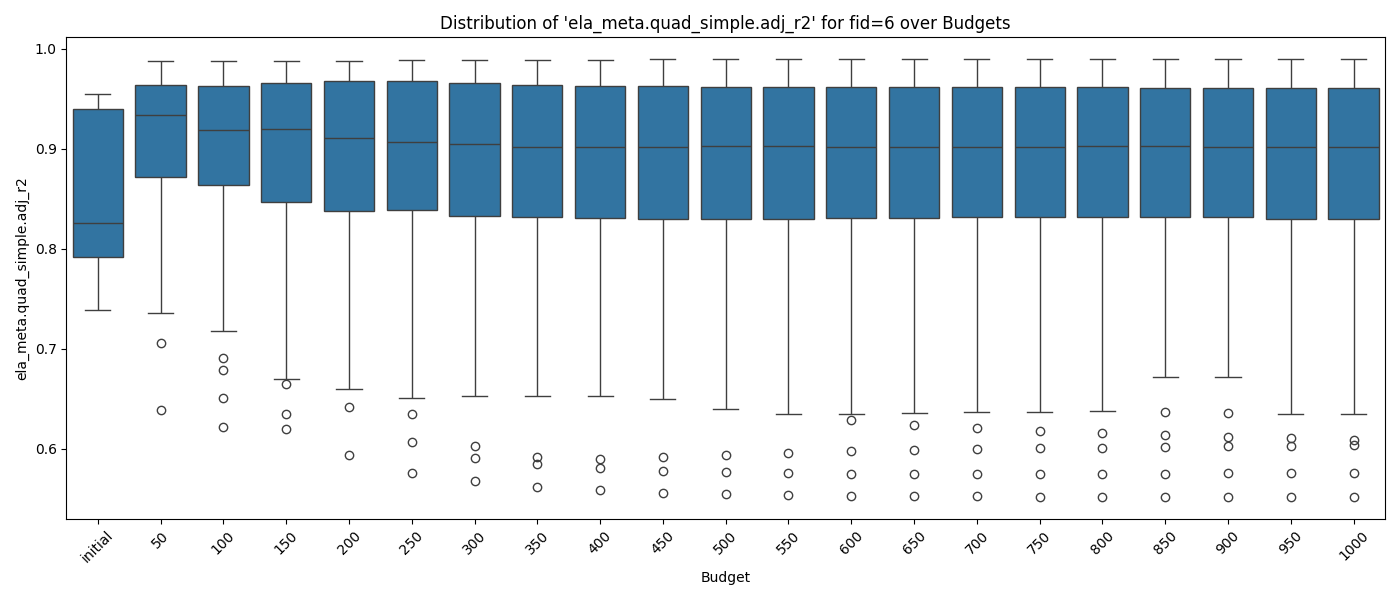 Distribution of 'ela_meta.quad_simple.adj_r2' for fid=6 over Budgets
ela_meta.quad_simple.adj_r2
1.0
0.9
0.8
0.7
0.6
initial 50 100 150 200 250 300 350 400 450 500 550 600 650 700 750 800 850 900 950 1000
Budget